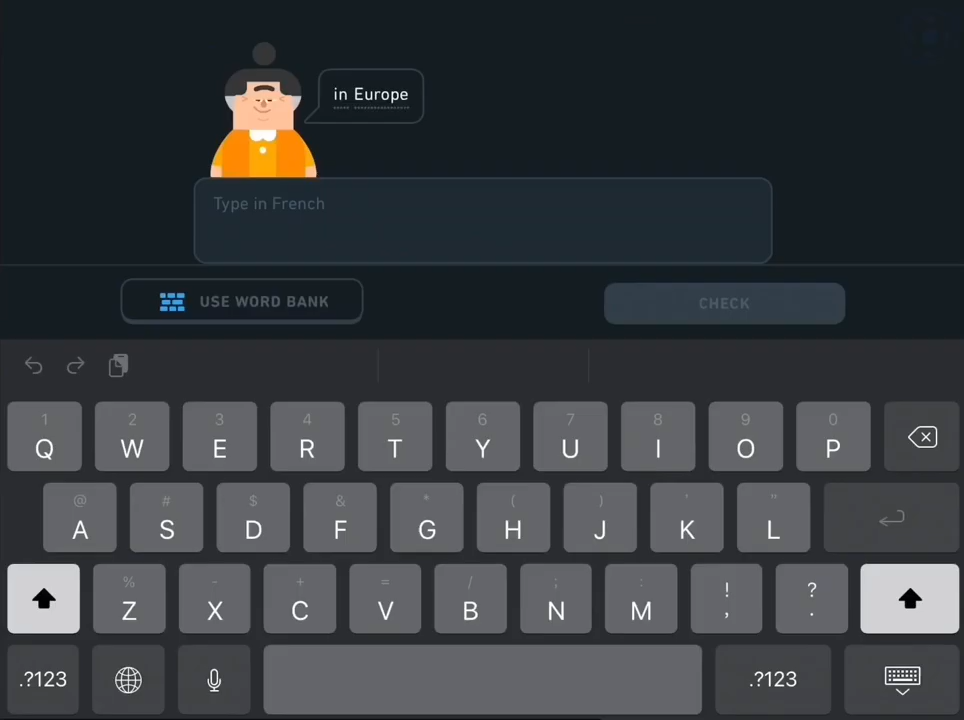 in Europe
Type in French
USE WORD BANK
CHECK
1 2 3 4 5 6 7 8 9 0
Q W E R T Y U I O P
@ # $ & * ( ) ' "
A S D F G H J K L
% - + = / ; : ! ?
Z X C V B N M , .
.?123 .?123